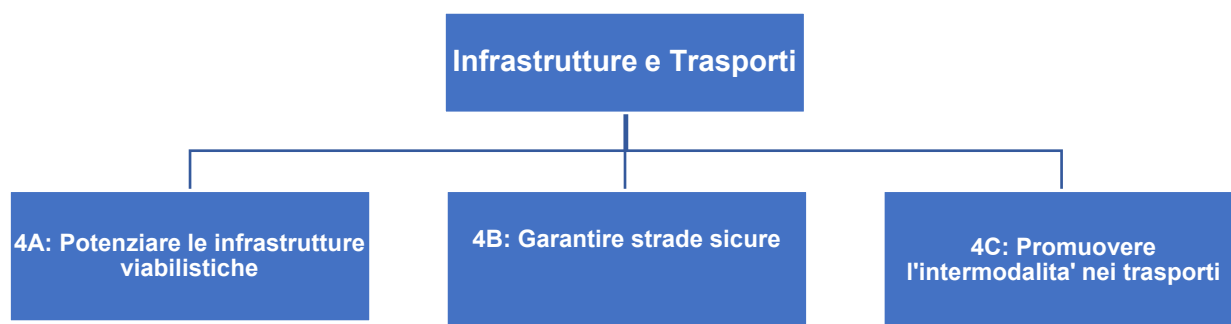 Infrastrutture e Trasporti
4A: Potenziare le infrastrutture
viabilistiche
4B: Garantire strade sicure
4C: Promuovere
l'intermodalita' nei trasporti